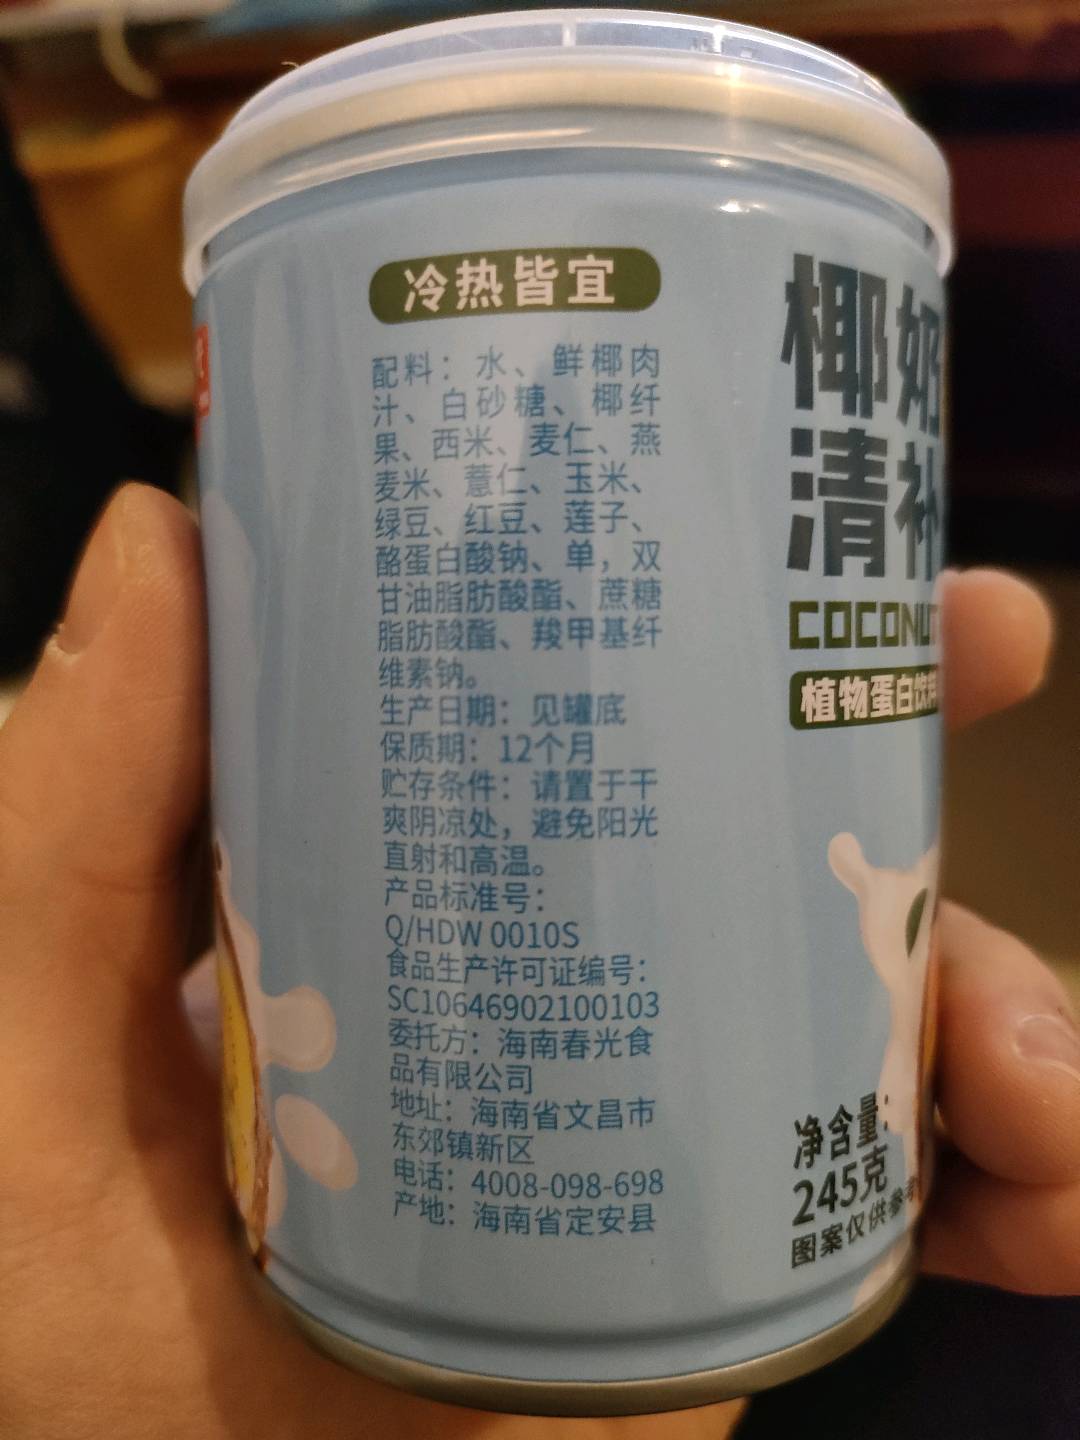 冷热皆宜
配料：水、鲜椰肉
汁、白砂糖、椰纤
果、西米、麦仁、燕
麦米、薏仁、玉米、
绿豆、红豆、莲子、
酪蛋白酸钠、单，双
甘油脂肪酸酯、蔗糖
脂肪酸酯、羧甲基纤
维素钠。
生产日期：见罐底
保质期：12个月
贮存条件：请置于干
爽阴凉处，避免阳光
直射和高温。
产品标准号：
Q/HDW 0010S
食品生产许可证编号：
SC10646902100103
委托方：海南春光食
品有限公司
地址：海南省文昌市
东郊镇新区
电话：4008-098-698
产地：海南省定安县
椰奶
清补
COCONUT
植物蛋白饮料
净含量：
245克
图案仅供参考